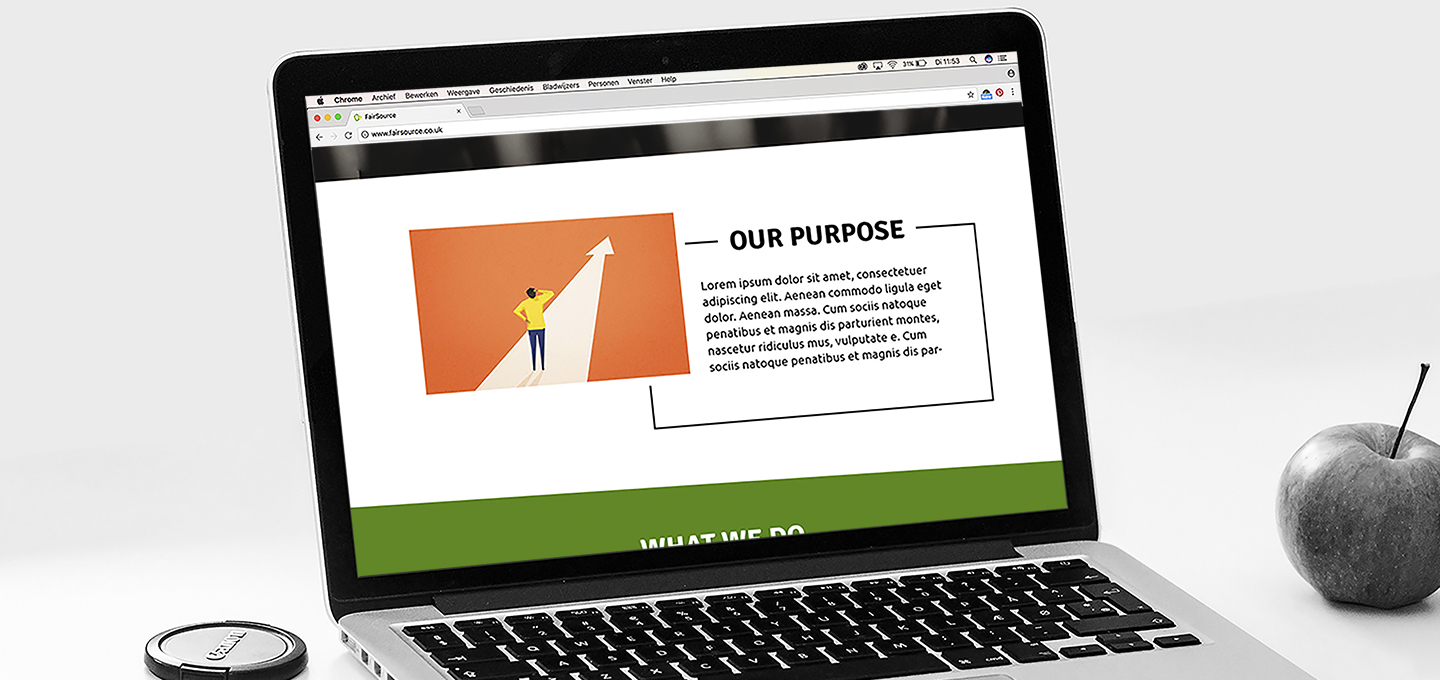 Chrome Archief Bewerken Weergave Geschiedenis Bladwijzers Personen Venster Help 31% Di 11:53
FairSource
www.fairsource.co.uk
OUR PURPOSE
Lorem ipsum dolor sit amet, consectetuer
adipiscing elit. Aenean commodo ligula eget
dolor. Aenean massa. Cum sociis natoque
penatibus et magnis dis parturient montes,
nascetur ridiculus mus, vulputate e. Cum
sociis natoque penatibus et magnis dis par-
WHAT WE DO